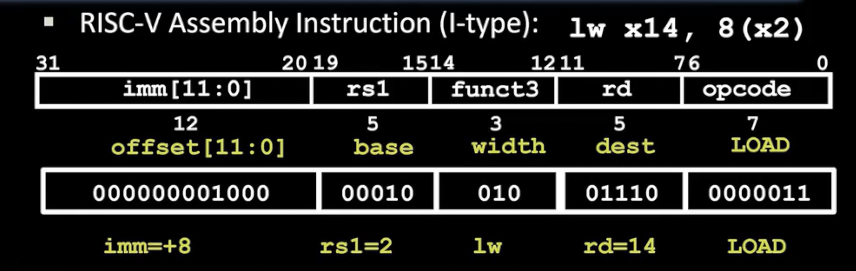 ▪ RISC-V Assembly Instruction (I-type): lw x14, 8(x2)
31 20 19 15 14 12 11 7 6 0
imm[11:0] rs1 funct3 rd opcode
12 5 3 5 7
offset[11:0] base width dest LOAD
000000001000 00010 010 01110 0000011
imm=+8 rs1=2 lw rd=14 LOAD